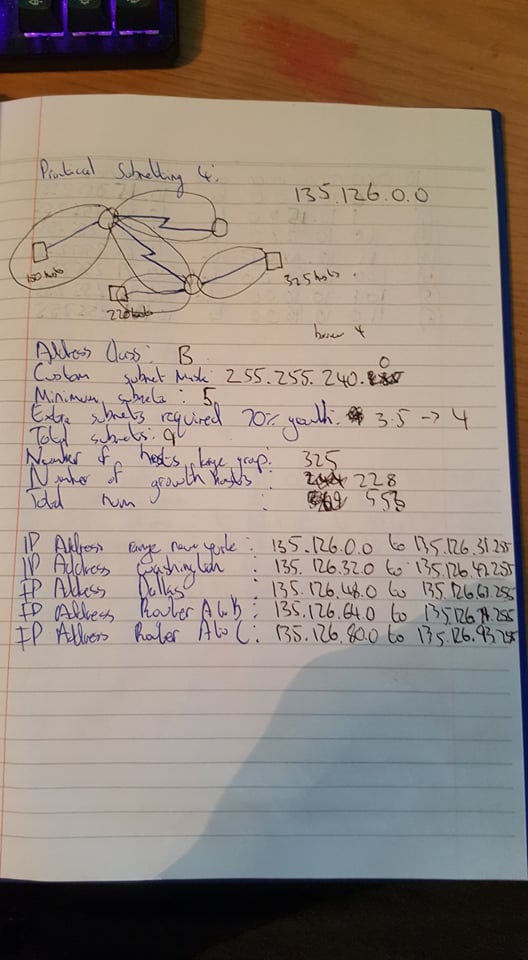 Practical Subnetting 4.
135.126.0.0
150 hosts
325 hosts
220 hosts
borrow 4
Address Class: B
0
Custom subnet Mask: 255.255.240.
Minimum subnets: 5
Extra subnets required 70% growth. 3.5 → 4
Total subnets: 9
Number of hosts large group: 325
Number of growth hosts : 228
Total num : 553
IP Address range new york: 135.126.0.0 to 135.126.31.255
IP Address Washington : 135.126.32.0 to 135.126.47.255
IP Address Dallas : 135.126.48.0 to 135.126.63.255
IP Address Router A to B : 135.126.64.0 to 135.126.79.255
IP Address Router A to C : 135.126.80.0 to 135.126.93.255